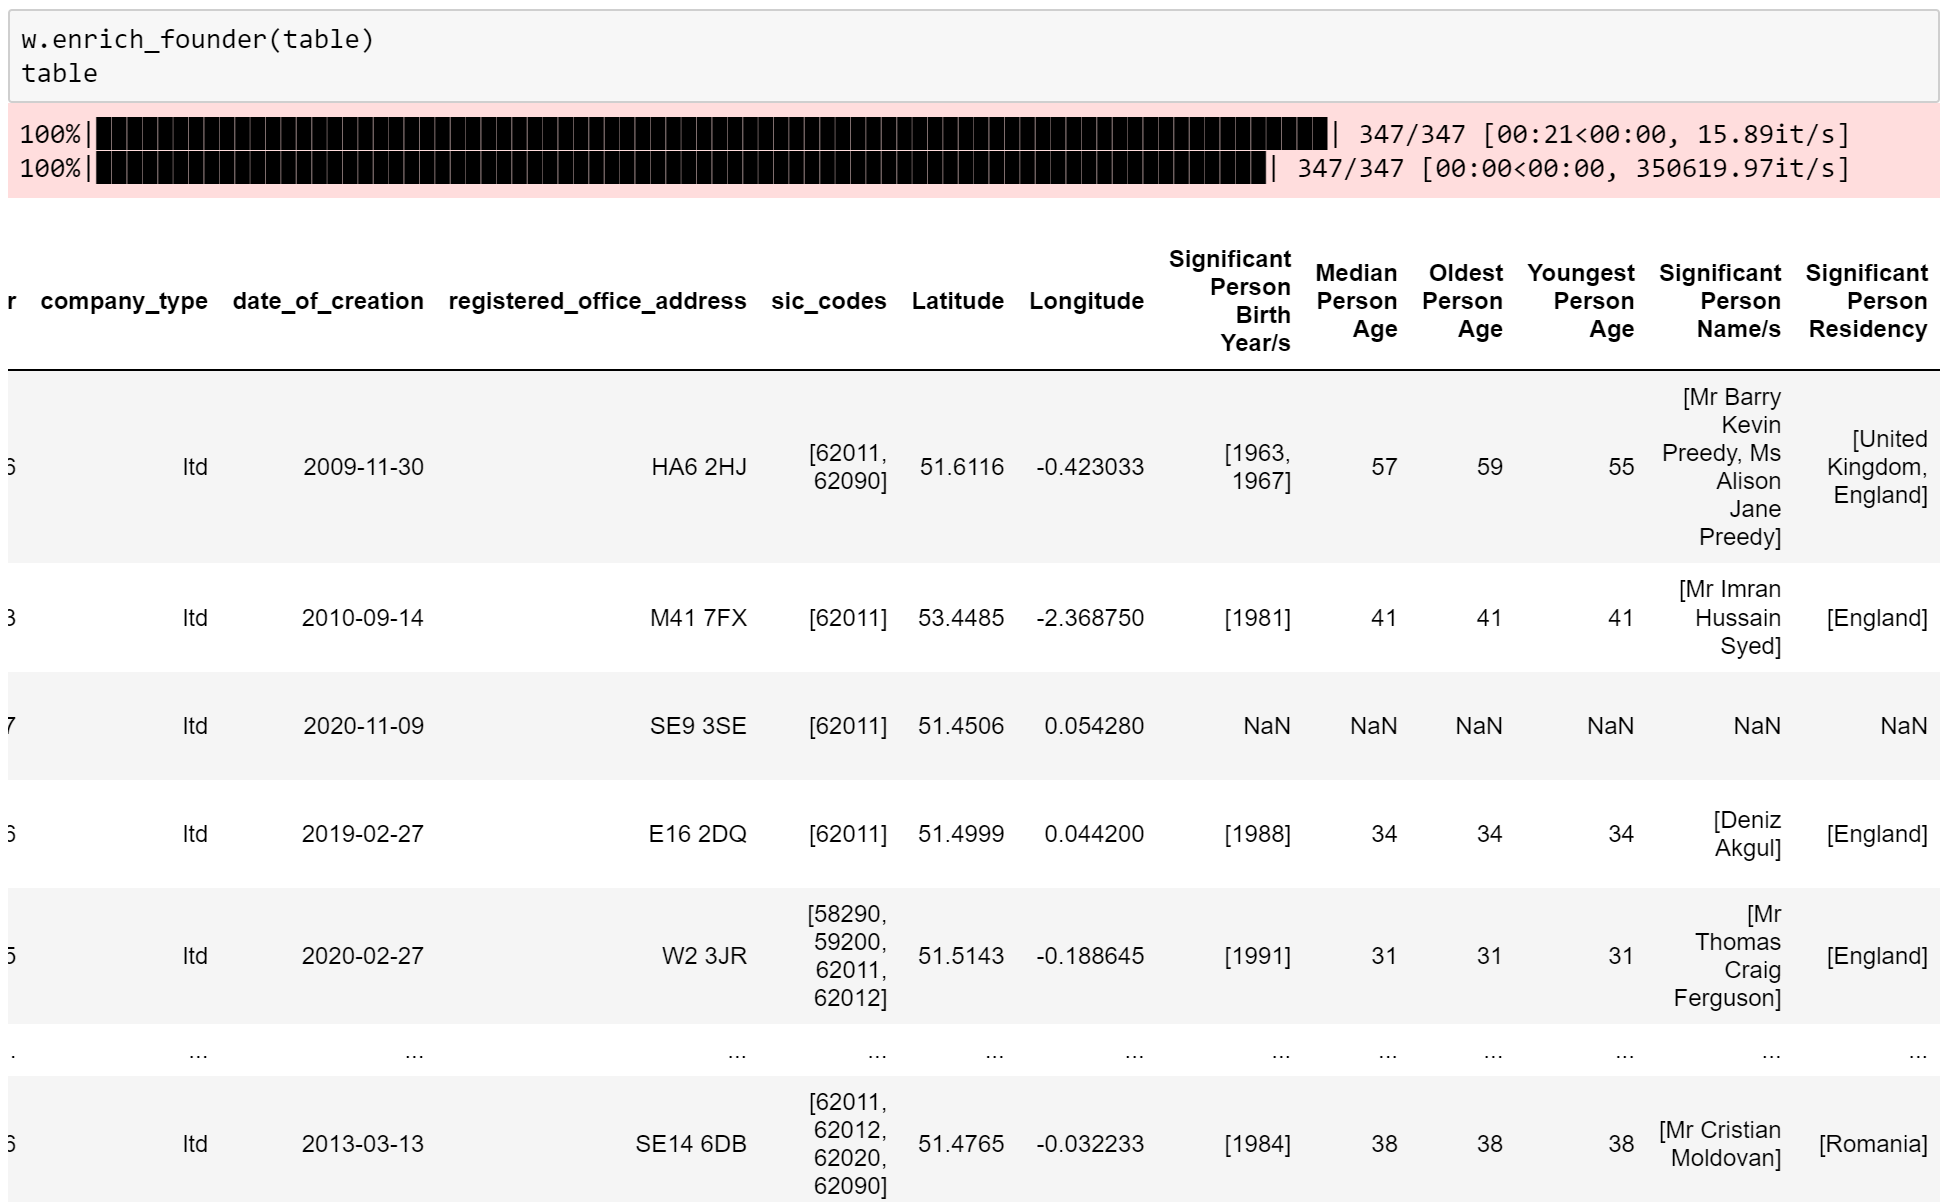 w.enrich_founder(table)
table
100%| | 347/347 [00:21<00:00, 15.89it/s]
100%| | 347/347 [00:00<00:00, 350619.97it/s]
r company_type date_of_creation registered_office_address sic_codes Latitude Longitude Significant Person Birth Year/s Median Person Age Oldest Person Age Youngest Person Age Significant Person Name/s Significant Person Residency
6 ltd 2009-11-30 HA6 2HJ [62011, 62090] 51.6116 -0.423033 [1963, 1967] 57 59 55 [Mr Barry Kevin Preedy, Ms Alison Jane Preedy] [United Kingdom, England]
3 ltd 2010-09-14 M41 7FX [62011] 53.4485 -2.368750 [1981] 41 41 41 [Mr Imran Hussain Syed] [England]
7 ltd 2020-11-09 SE9 3SE [62011] 51.4506 0.054280 NaN NaN NaN NaN NaN NaN
6 ltd 2019-02-27 E16 2DQ [62011] 51.4999 0.044200 [1988] 34 34 34 [Deniz Akgul] [England]
5 ltd 2020-02-27 W2 3JR [58290, 59200, 62011, 62012] 51.5143 -0.188645 [1991] 31 31 31 [Mr Thomas Craig Ferguson] [England]
. ... ... ... ... ... ... ... ... ... ... ... ...
6 ltd 2013-03-13 SE14 6DB [62011, 62012, 62020, 62090] 51.4765 -0.032233 [1984] 38 38 38 [Mr Cristian Moldovan] [Romania]